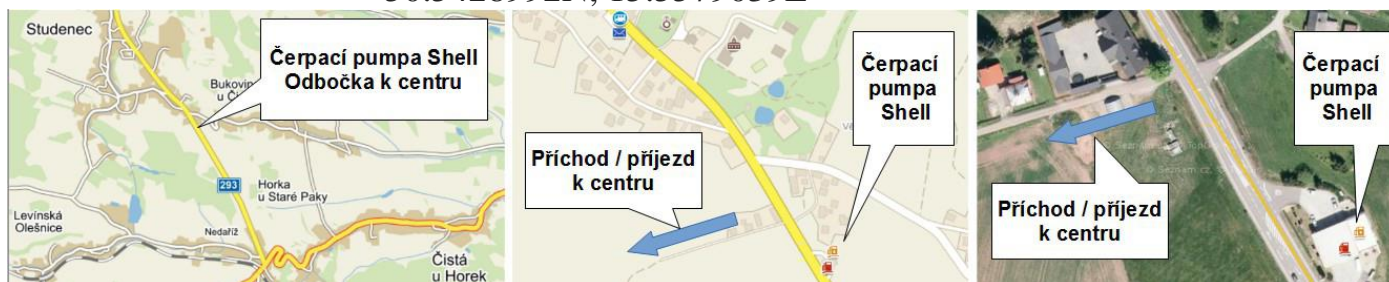 Studenec
Čerpací pumpa Shell
Odbočka k centru
293
Horka
u Staré Paky
Levínská
Olešnice
Nedaříž
Čistá
u Horek
Čerpací
pumpa
Shell
Příchod / příjezd
k centru
Čerpací
pumpa
Shell
Příchod / příjezd
k centru